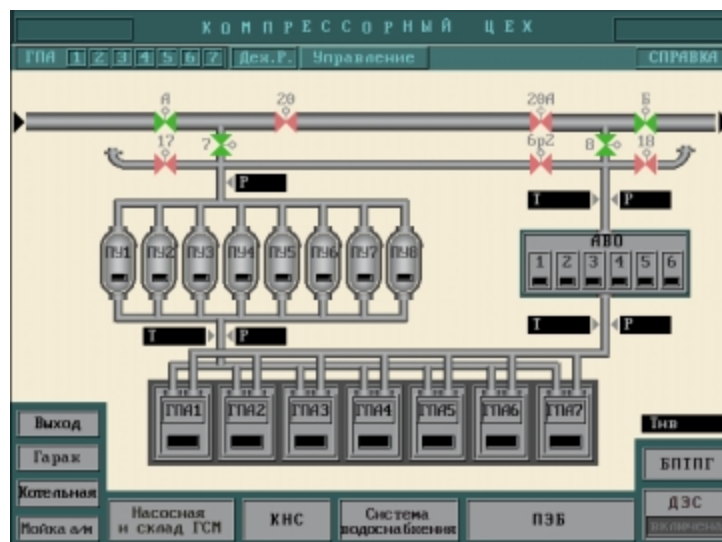 КОМПРЕССОРНЫЙ ЦЕХ
ГПА 1 2 3 4 5 6 7 Деж.Р. Управление СПРАВКА
А 20 20А Б
17 7 6р2 8 18
Р
Т Р
АВО
ПУ1 ПУ2 ПУ3 ПУ4 ПУ5 ПУ6 ПУ7 ПУ8
1 2 3 4 5 6
Т Р
Т Р
ГПА1 ГПА2 ГПА3 ГПА4 ГПА5 ГПА6 ГПА7
Выход
Тнв
Гараж
БПТПГ
Котельная
Мойка а/м
Насосная
и склад ГСМ
КНС
Система
водоснабжения
ПЭБ
ДЭС
включена